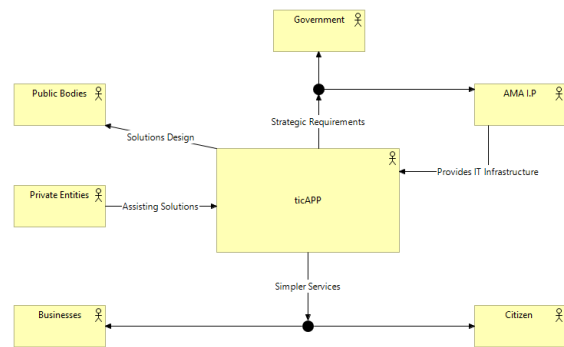 Government
Public Bodies
AMA I.P
Strategic Requirements
Solutions Design
Provides IT Infrastructure
Private Entities
Assisting Solutions
ticAPP
Simpler Services
Businesses
Citizen